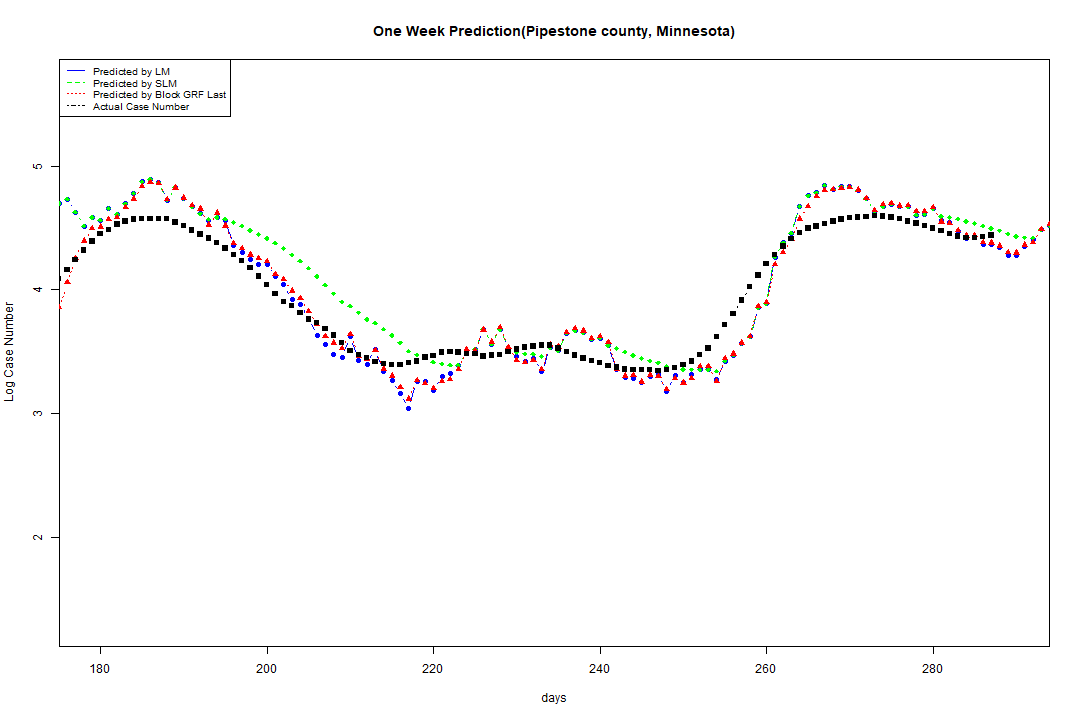 One Week Prediction(Pipestone county, Minnesota)
Predicted by LM
Predicted by SLM
Predicted by Block GRF Last
Actual Case Number
5
4
3
2
Log Case Number
180 200 220 240 260 280
days